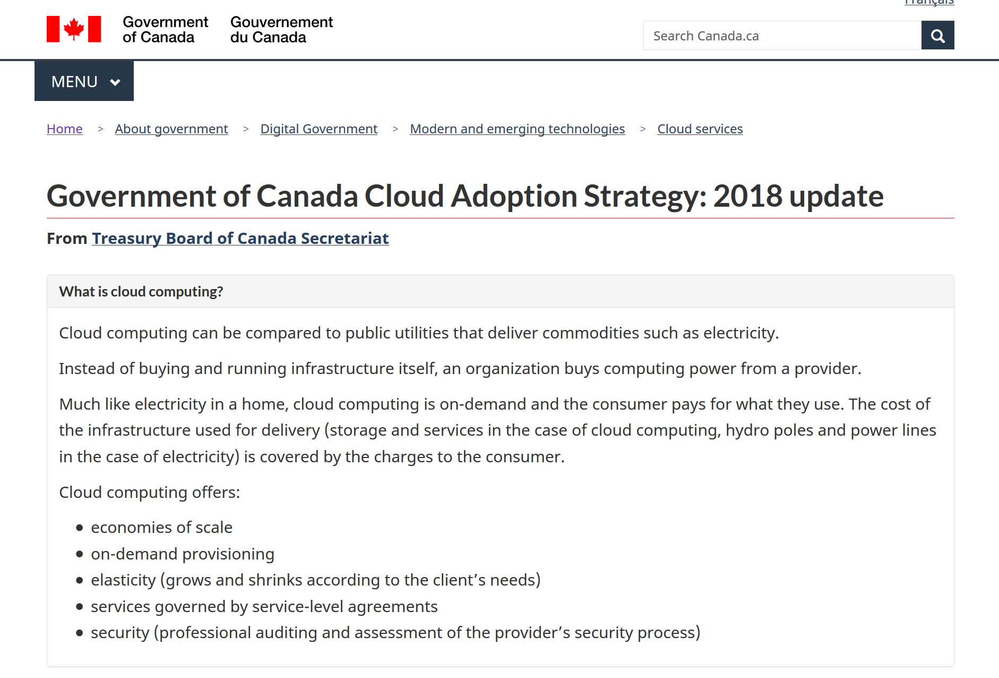 Français
Government
of Canada
Gouvernement
du Canada
Search Canada.ca
MENU
Home > About government > Digital Government > Modern and emerging technologies > Cloud services
Government of Canada Cloud Adoption Strategy: 2018 update
From Treasury Board of Canada Secretariat
What is cloud computing?
Cloud computing can be compared to public utilities that deliver commodities such as electricity.
Instead of buying and running infrastructure itself, an organization buys computing power from a provider.
Much like electricity in a home, cloud computing is on-demand and the consumer pays for what they use. The cost of
the infrastructure used for delivery (storage and services in the case of cloud computing, hydro poles and power lines
in the case of electricity) is covered by the charges to the consumer.
Cloud computing offers:
• economies of scale
• on-demand provisioning
• elasticity (grows and shrinks according to the client’s needs)
• services governed by service-level agreements
• security (professional auditing and assessment of the provider’s security process)